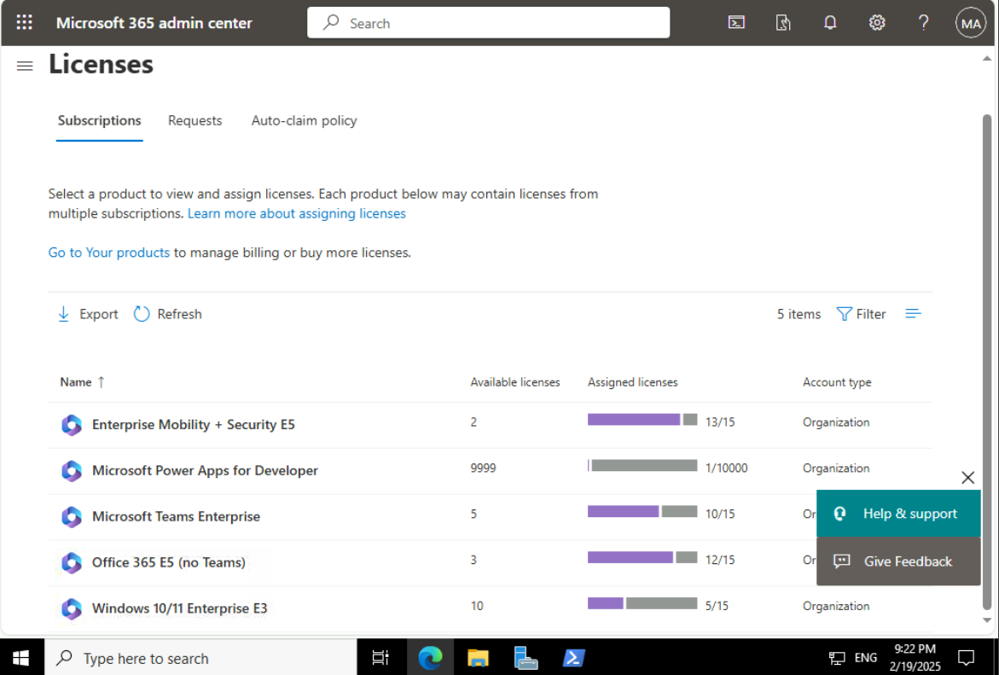 Microsoft 365 admin center
Search
MA
Licenses
Subscriptions Requests Auto-claim policy
Select a product to view and assign licenses. Each product below may contain licenses from
multiple subscriptions. Learn more about assigning licenses
Go to Your products to manage billing or buy more licenses.
Export Refresh 5 items Filter
Name ↑ Available licenses Assigned licenses Account type
Enterprise Mobility + Security E5 2 13/15 Organization
Microsoft Power Apps for Developer 9999 1/10000 Organization
Microsoft Teams Enterprise 5 10/15 Or
Help & support
Office 365 E5 (no Teams) 3 12/15 Or
Give Feedback
Windows 10/11 Enterprise E3 10 5/15 Organization
Type here to search
ENG
9:22 PM
2/19/2025